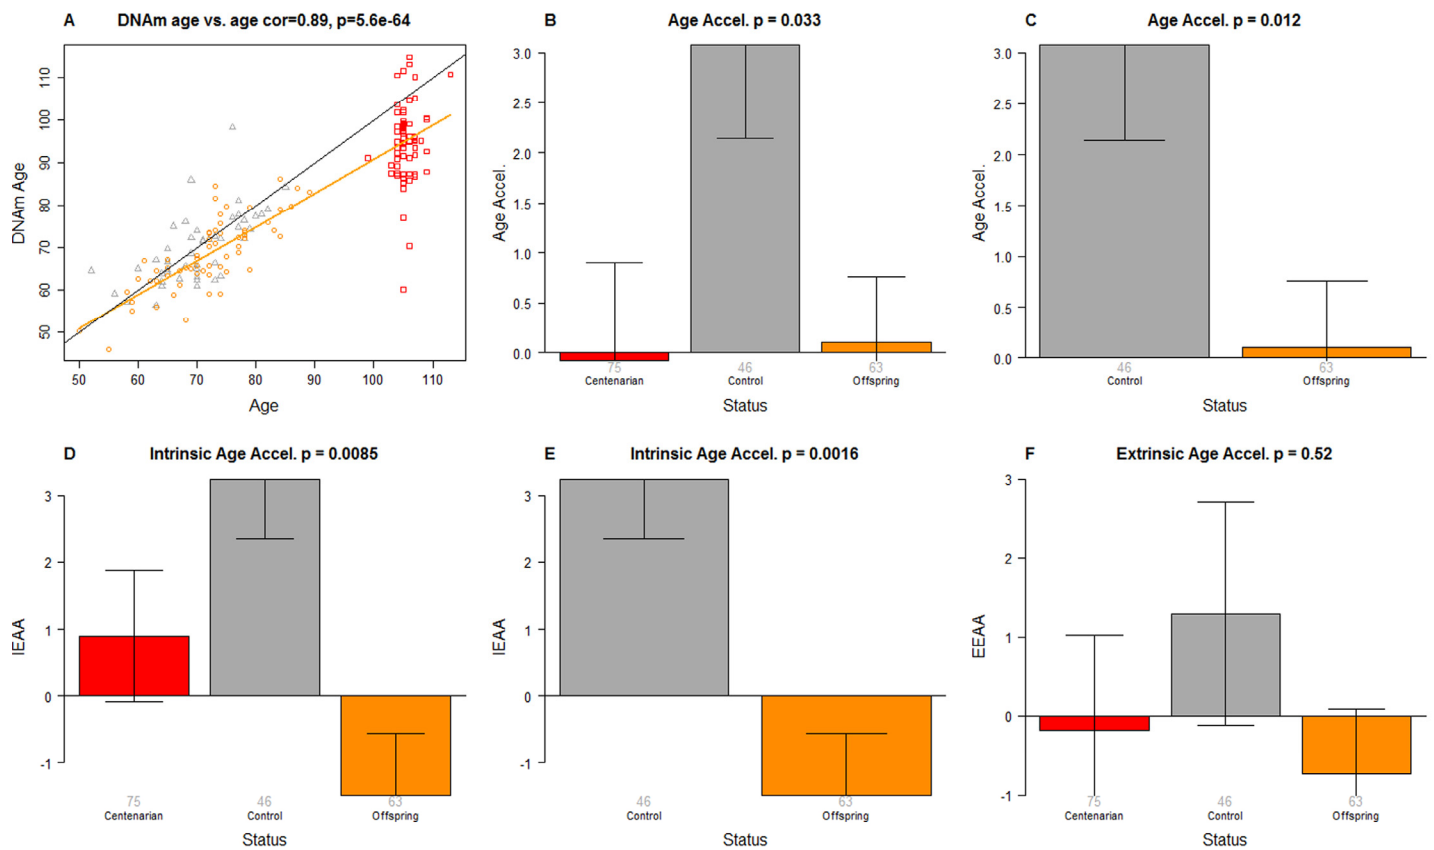 A DNAm age vs. age cor=0.89, p=5.6e-64
DNAm Age
110
100
90
80
70
60
50
50 60 70 80 90 100 110
Age
B Age Accel. p = 0.033
Age Accel.
3.0
2.5
2.0
1.5
1.0
0.5
0.0
75 46 63
Centenarian Control Offspring
Status
C Age Accel. p = 0.012
Age Accel.
3.0
2.5
2.0
1.5
1.0
0.5
0.0
46 63
Control Offspring
Status
D Intrinsic Age Accel. p = 0.0085
IEAA
3
2
1
0
-1
75 46 63
Centenarian Control Offspring
Status
E Intrinsic Age Accel. p = 0.0016
IEAA
3
2
1
0
-1
46 63
Control Offspring
Status
F Extrinsic Age Accel. p = 0.52
EEAA
3
2
1
0
-1
75 46 63
Centenarian Control Offspring
Status